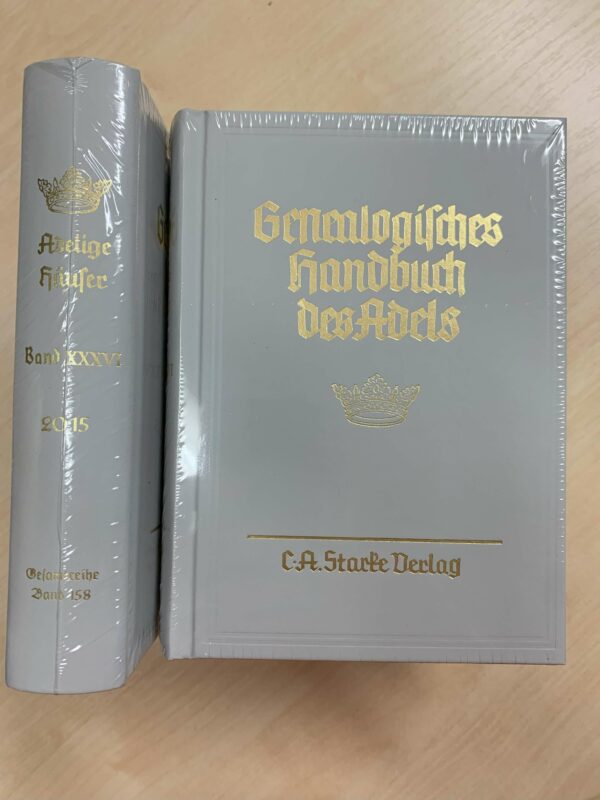 Adelige
Häuser
Band XXXVI
2015
Gesamtreihe
Band 158
Genealogisches
Handbuch
des Adels
C.A. Starke Verlag